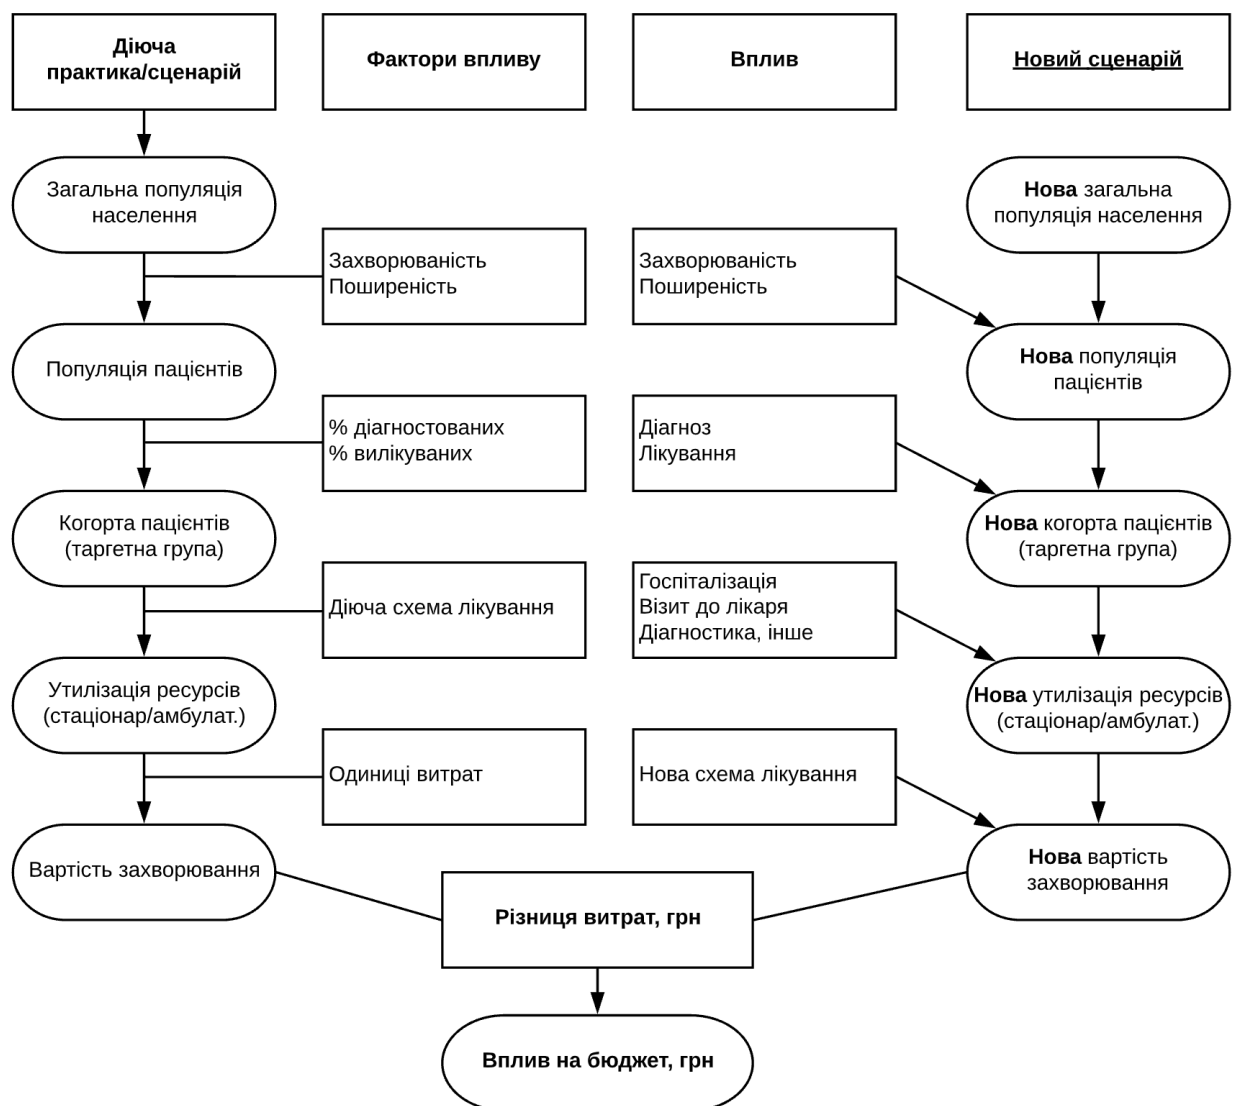 Діюча
практика/сценарій
Фактори впливу
Вплив
Новий сценарій
Загальна популяція
населення
Нова загальна
популяція населення
Захворюваність
Поширеність
Захворюваність
Поширеність
Популяція пацієнтів
Нова популяція
пацієнтів
% діагностованих
% вилікуваних
Діагноз
Лікування
Когорта пацієнтів
(таргетна група)
Нова когорта пацієнтів
(таргетна група)
Діюча схема лікування
Госпіталізація
Візит до лікаря
Діагностика, інше
Утилізація ресурсів
(стаціонар/амбулат.)
Нова утилізація ресурсів
(стаціонар/амбулат.)
Одиниці витрат
Нова схема лікування
Вартість захворювання
Нова вартість
захворювання
Різниця витрат, грн
Вплив на бюджет, грн